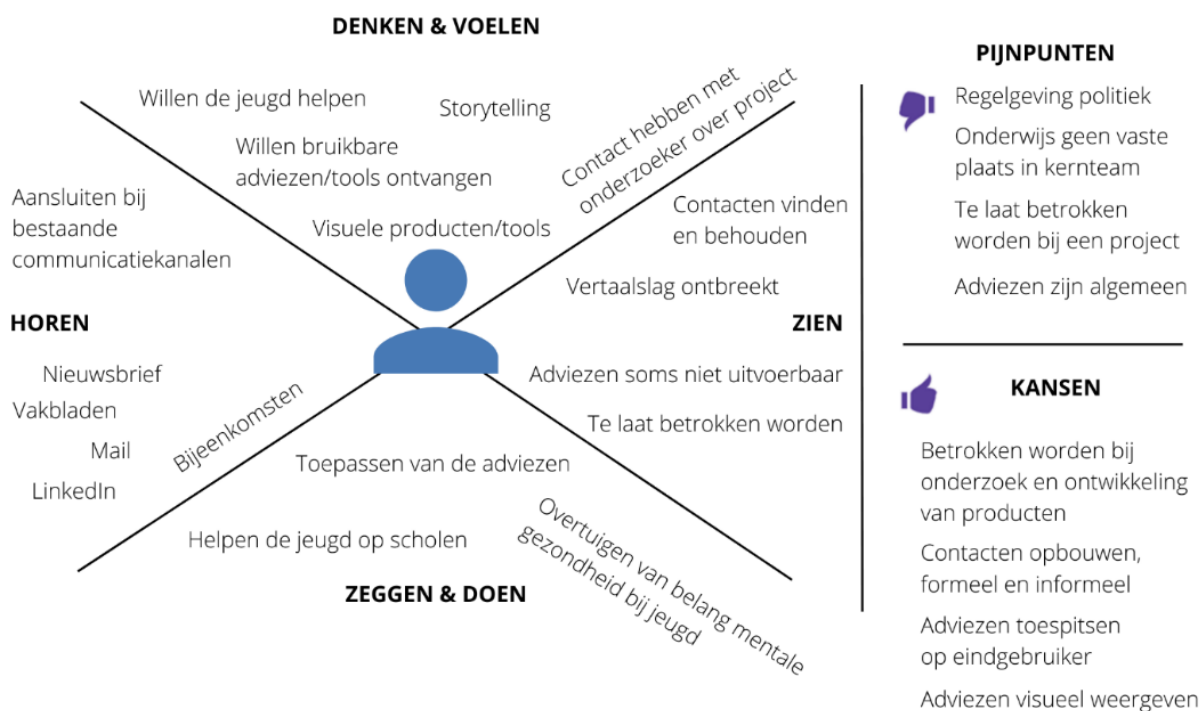 DENKEN & VOELEN
Willen de jeugd helpen
Storytelling
Willen bruikbare
adviezen/tools ontvangen
Visuele producten/tools
Contact hebben met
onderzoeker over project
Aansluiten bij
bestaande
communicatiekanalen
HOREN
Nieuwsbrief
Vakbladen
Mail
LinkedIn
Bijeenkomsten
Contacten vinden
en behouden
Vertaalslag ontbreekt
ZIEN
Adviezen soms niet uitvoerbaar
Te laat betrokken worden
Toepassen van de adviezen
Helpen de jeugd op scholen
Overtuigen van belang mentale
gezondheid bij jeugd
ZEGGEN & DOEN
PIJNPUNTEN
Regelgeving politiek
Onderwijs geen vaste
plaats in kernteam
Te laat betrokken
worden bij een project
Adviezen zijn algemeen
KANSEN
Betrokken worden bij
onderzoek en ontwikkeling
van producten
Contacten opbouwen,
formeel en informeel
Adviezen toespitsen
op eindgebruiker
Adviezen visueel weergeven